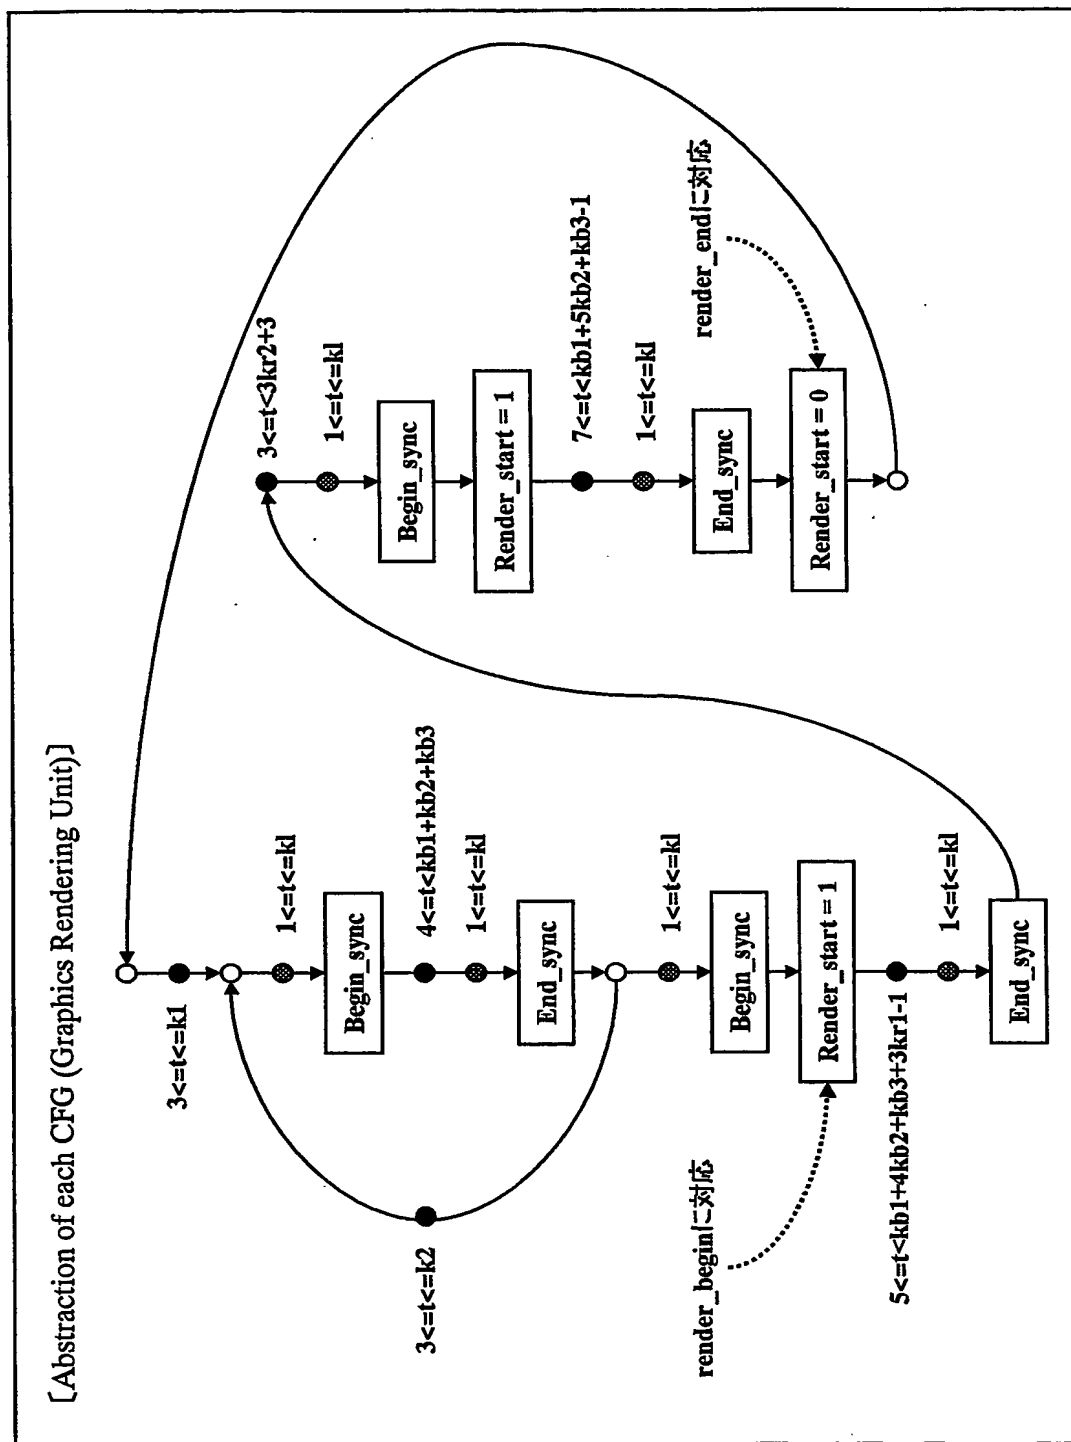 [Abstraction of each CFG (Graphics Rendering Unit)]
3<=t<=k1
1<=t<=kl
Begin_sync
4<=t<kb1+kb2+kb3
1<=t<=kl
End_sync
3<=t<=k2
1<=t<=kl
Begin_sync
Render_start = 1
render_beginに対応
5<=t<kb1+4kb2+kb3+3kr1-1
1<=t<=kl
End_sync
3<=t<3kr2+3
1<=t<=kl
Begin_sync
Render_start = 1
7<=t<kb1+5kb2+kb3-1
1<=t<=kl
End_sync
Render_start = 0
render_endに対応